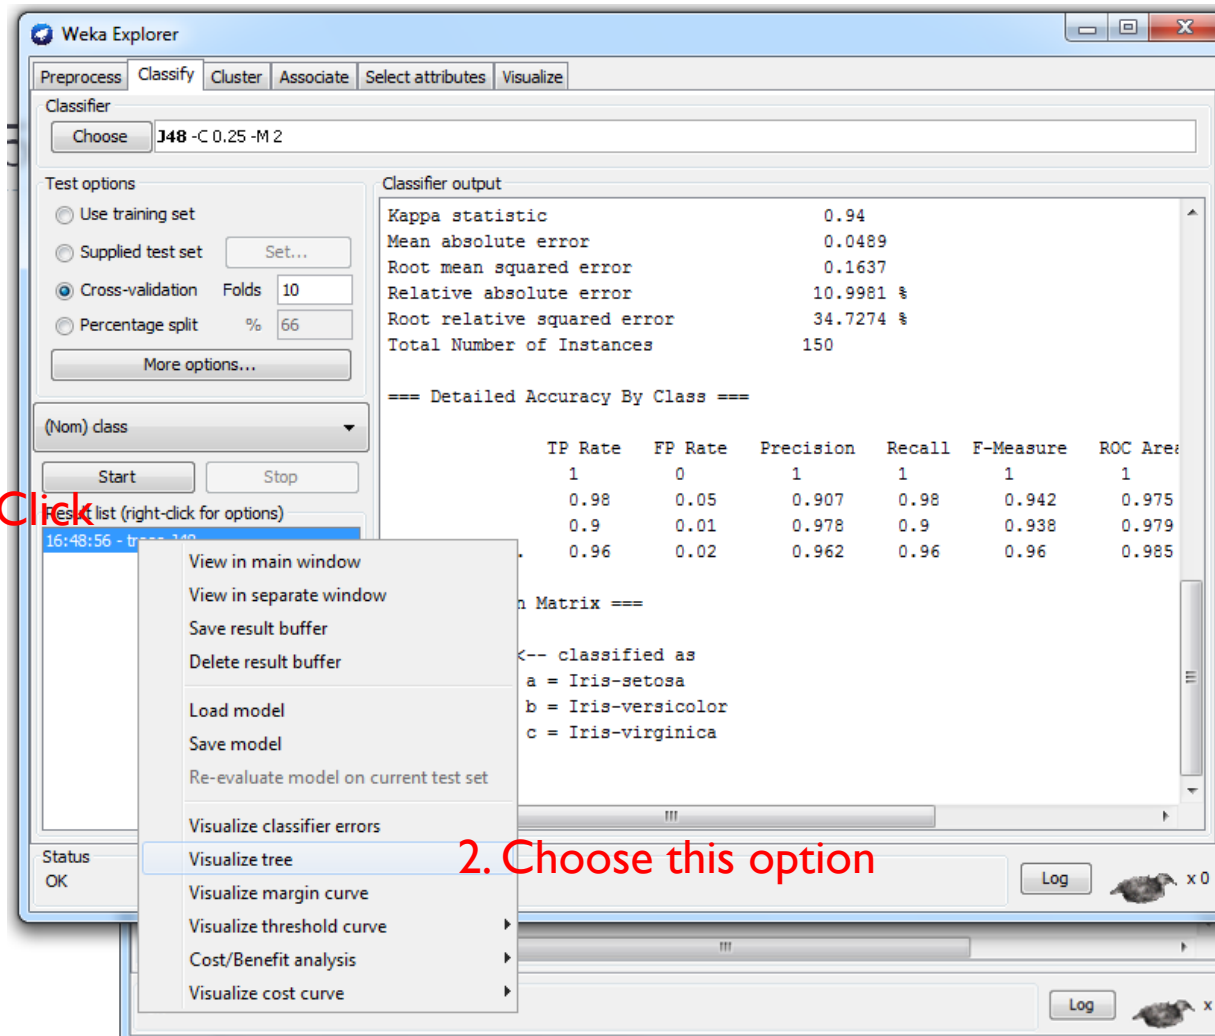 Weka Explorer
Preprocess Classify Cluster Associate Select attributes Visualize
Classifier
Choose J48 -C 0.25 -M 2
Test options
Use training set
Supplied test set Set...
Cross-validation Folds 10
Percentage split % 66
More options...
(Nom) class
Start Stop
Click
Result list (right-click for options)
16:48:56 - trees.J48
Classifier output
Kappa statistic 0.94
Mean absolute error 0.0489
Root mean squared error 0.1637
Relative absolute error 10.9981 %
Root relative squared error 34.7274 %
Total Number of Instances 150
=== Detailed Accuracy By Class ===
TP Rate FP Rate Precision Recall F-Measure ROC Area
1 0 1 1 1 1
0.98 0.05 0.907 0.98 0.942 0.975
0.9 0.01 0.978 0.9 0.938 0.979
. 0.96 0.02 0.962 0.96 0.96 0.985
n Matrix ===
<-- classified as
a = Iris-setosa
b = Iris-versicolor
c = Iris-virginica
View in main window
View in separate window
Save result buffer
Delete result buffer
Load model
Save model
Re-evaluate model on current test set
Visualize classifier errors
Visualize tree
2. Choose this option
Visualize margin curve
Visualize threshold curve
Cost/Benefit analysis
Visualize cost curve
Status
OK
Log x 0
Log x